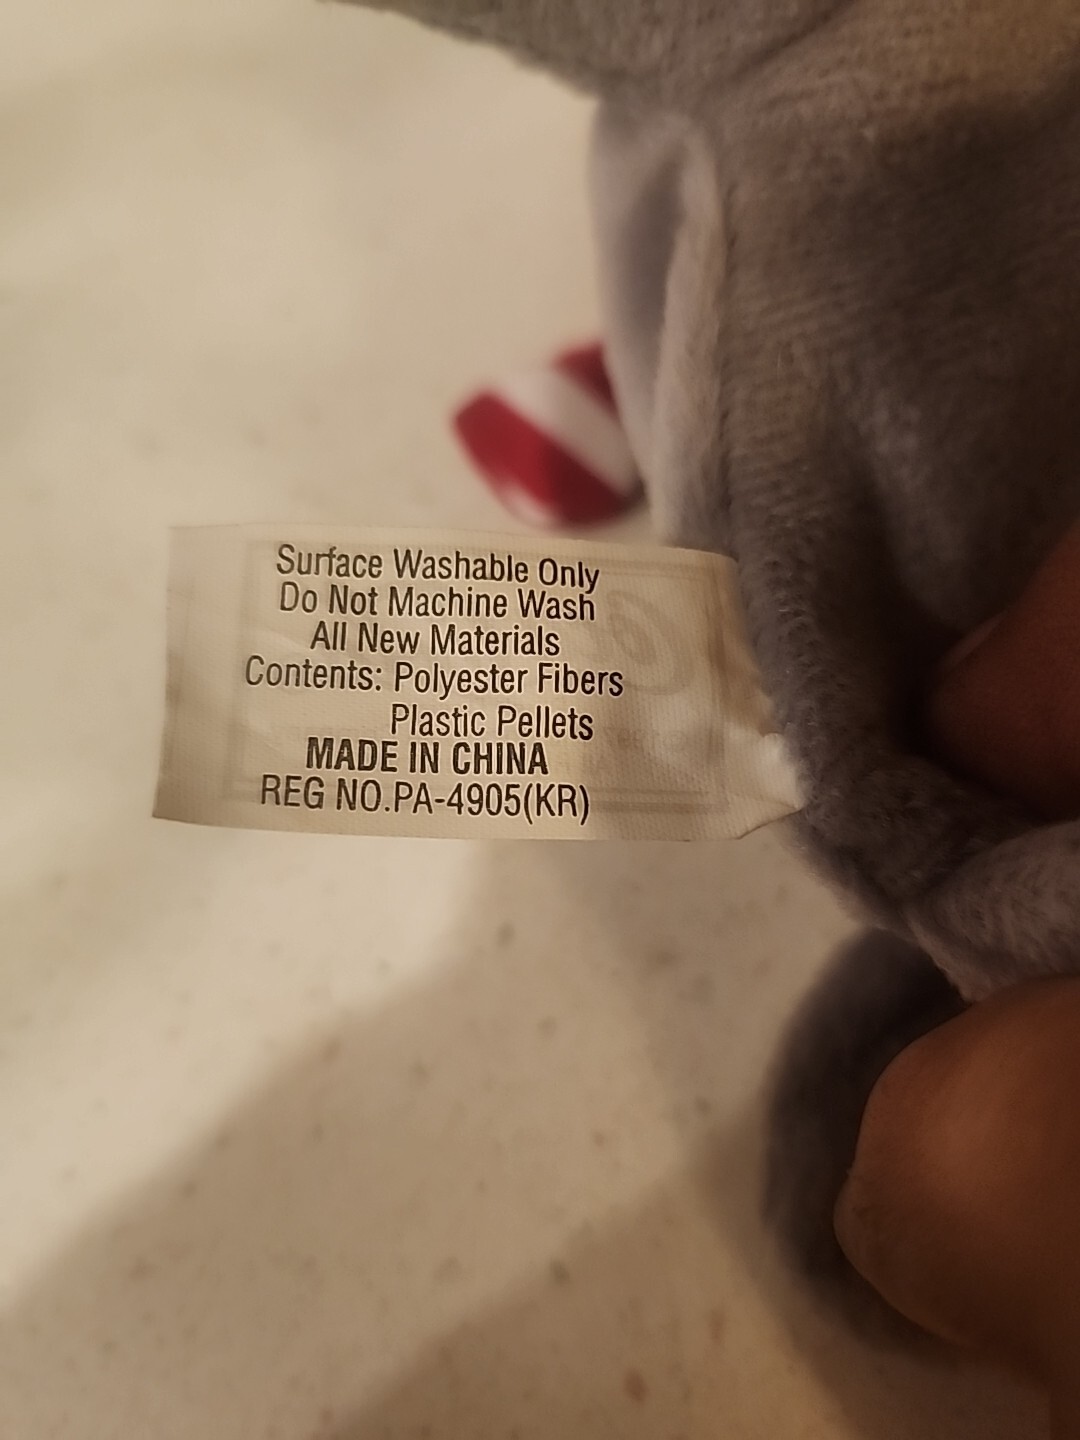 Surface Washable Only
Do Not Machine Wash
All New Materials
Contents: Polyester Fibers
Plastic Pellets
MADE IN CHINA
REG NO.PA-4905(KR)